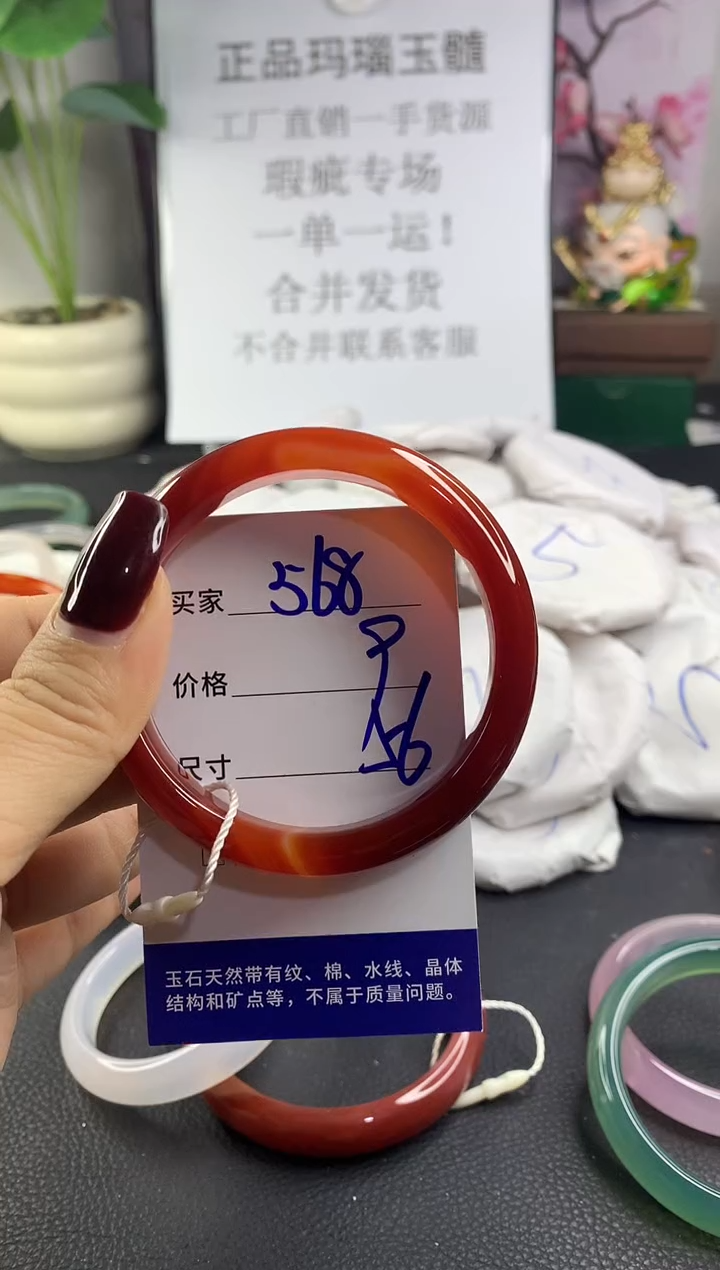 正品玛瑙玉髓
工厂直销一手货源
瑕疵专场
一单一运！
合并发货
不合并联系客服
5
买家 568
价格
尺寸 56
玉石天然带有纹、棉、水线、晶体
结构和矿点等，不属于质量问题。